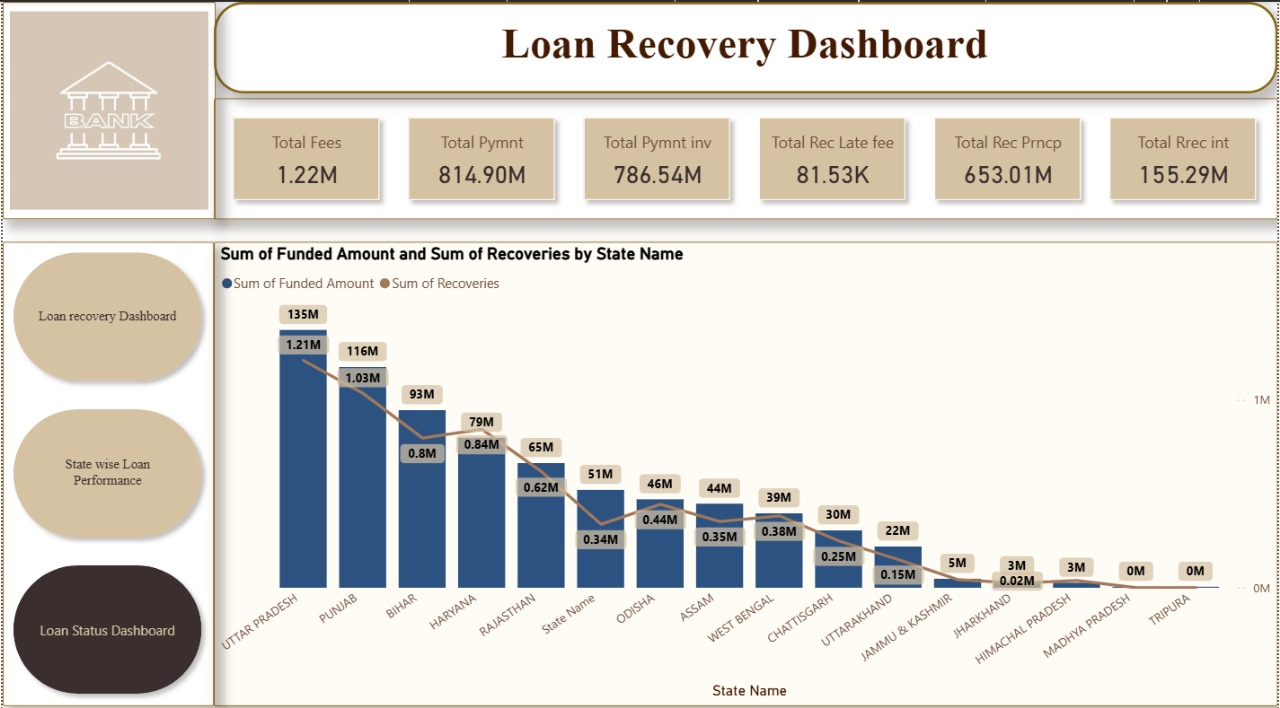 Loan Recovery Dashboard
BANK
Total Fees
1.22M
Total Pymnt
814.90M
Total Pymnt inv
786.54M
Total Rec Late fee
81.53K
Total Rec Prncp
653.01M
Total Rrec int
155.29M
Loan recovery Dashboard
State wise Loan
Performance
Loan Status Dashboard
Sum of Funded Amount and Sum of Recoveries by State Name
Sum of Funded Amount
Sum of Recoveries
135M
1.21M
116M
1.03M
93M
0.8M
79M
0.84M
65M
0.62M
51M
0.34M
46M
0.44M
44M
0.35M
39M
0.38M
30M
0.25M
22M
0.15M
5M
3M
0.02M
3M
0M
0M
1M
0M
UTTAR PRADESH
PUNJAB
BIHAR
HARYANA
RAJASTHAN
State Name
ODISHA
ASSAM
WEST BENGAL
CHATTISGARH
UTTARAKHAND
JAMMU & KASHMIR
JHARKHAND
HIMACHAL PRADESH
MADHYA PRADESH
TRIPURA
State Name